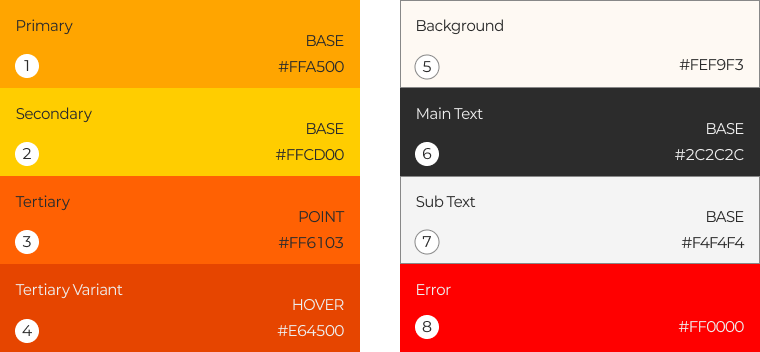 Primary
BASE
1
#FFA500
Secondary
BASE
2
#FFCD00
Tertiary
POINT
3
#FF6103
Tertiary Variant
HOVER
4
#E64500
Background
5
#FEF9F3
Main Text
BASE
6
#2C2C2C
Sub Text
BASE
7
#F4F4F4
Error
8
#FF0000